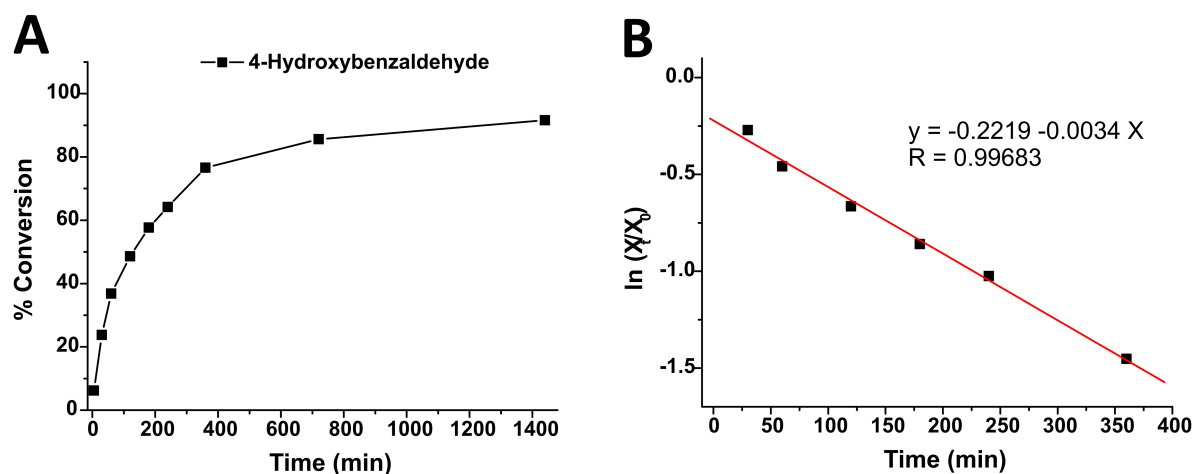 A
4-Hydroxybenzaldehyde
100
80
60
40
20
0
% Conversion
0 200 400 600 800 1000 1200 1400
Time (min)
B
0.0
-0.5
-1.0
-1.5
ln (Xt/X0)
y = -0.2219 -0.0034 X
R = 0.99683
0 50 100 150 200 250 300 350 400
Time (min)